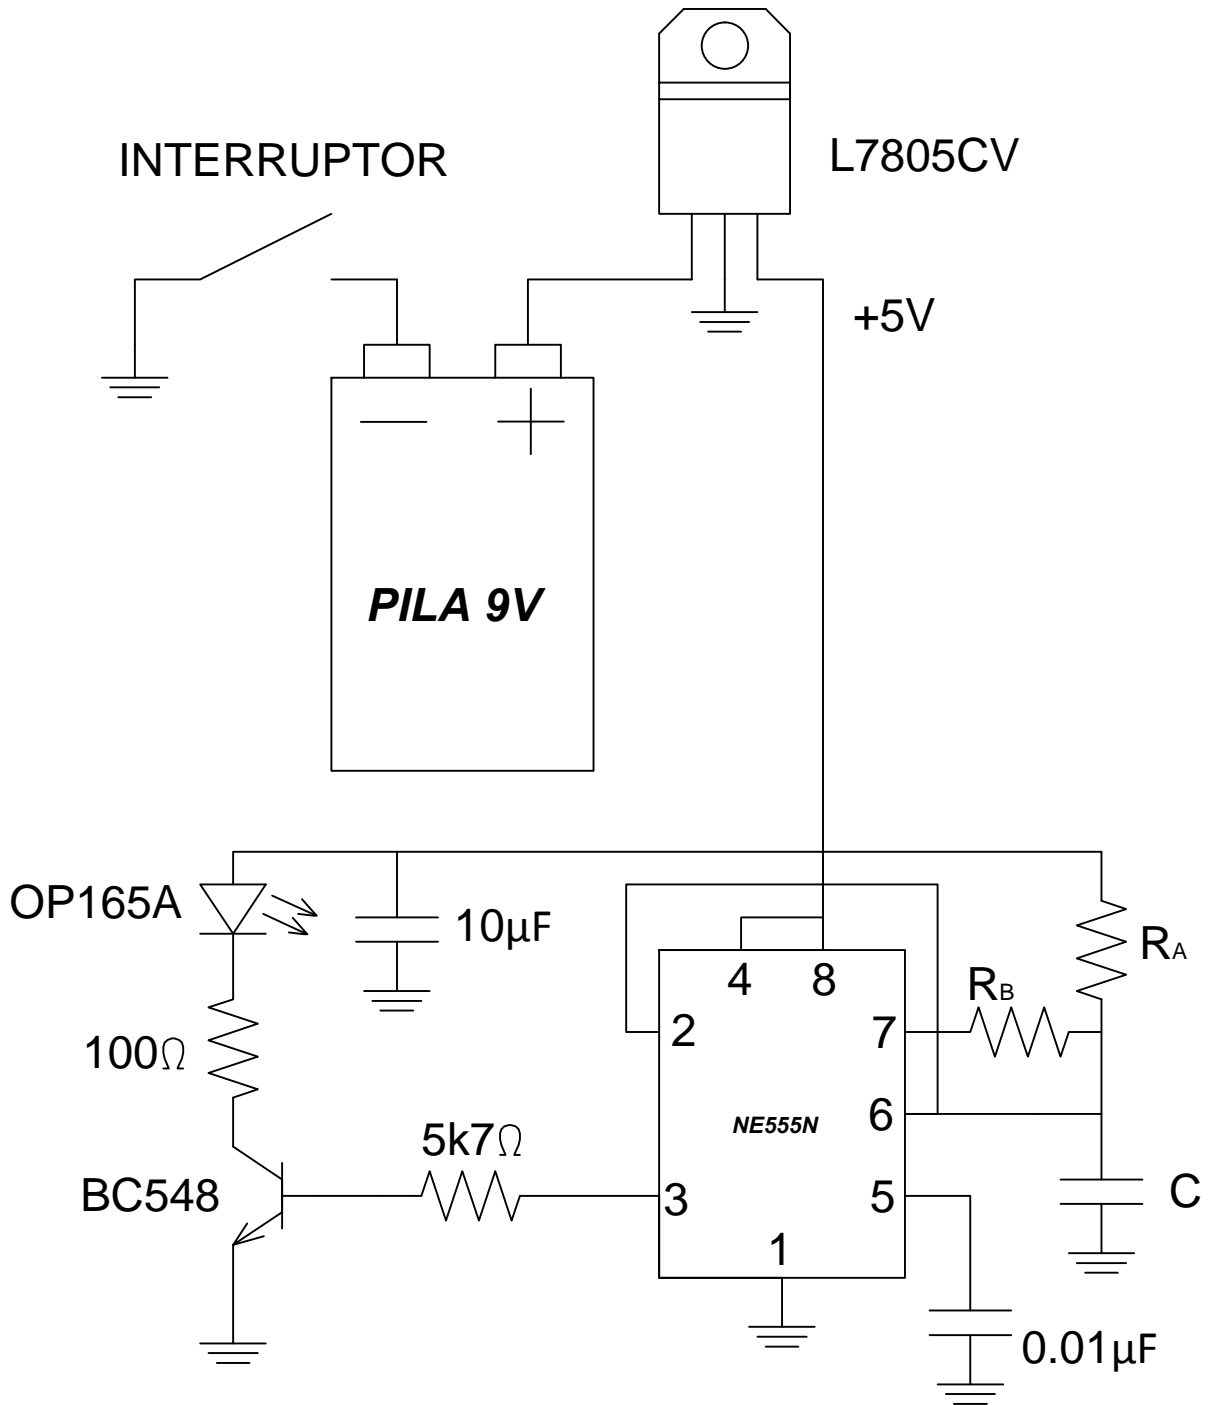 INTERRUPTOR
L7805CV
+5V
PILA 9V
OP165A
10μF
RA
4
8
RB
2
7
100Ω
NE555N
6
5k7Ω
BC548
3
5
C
1
0.01μF